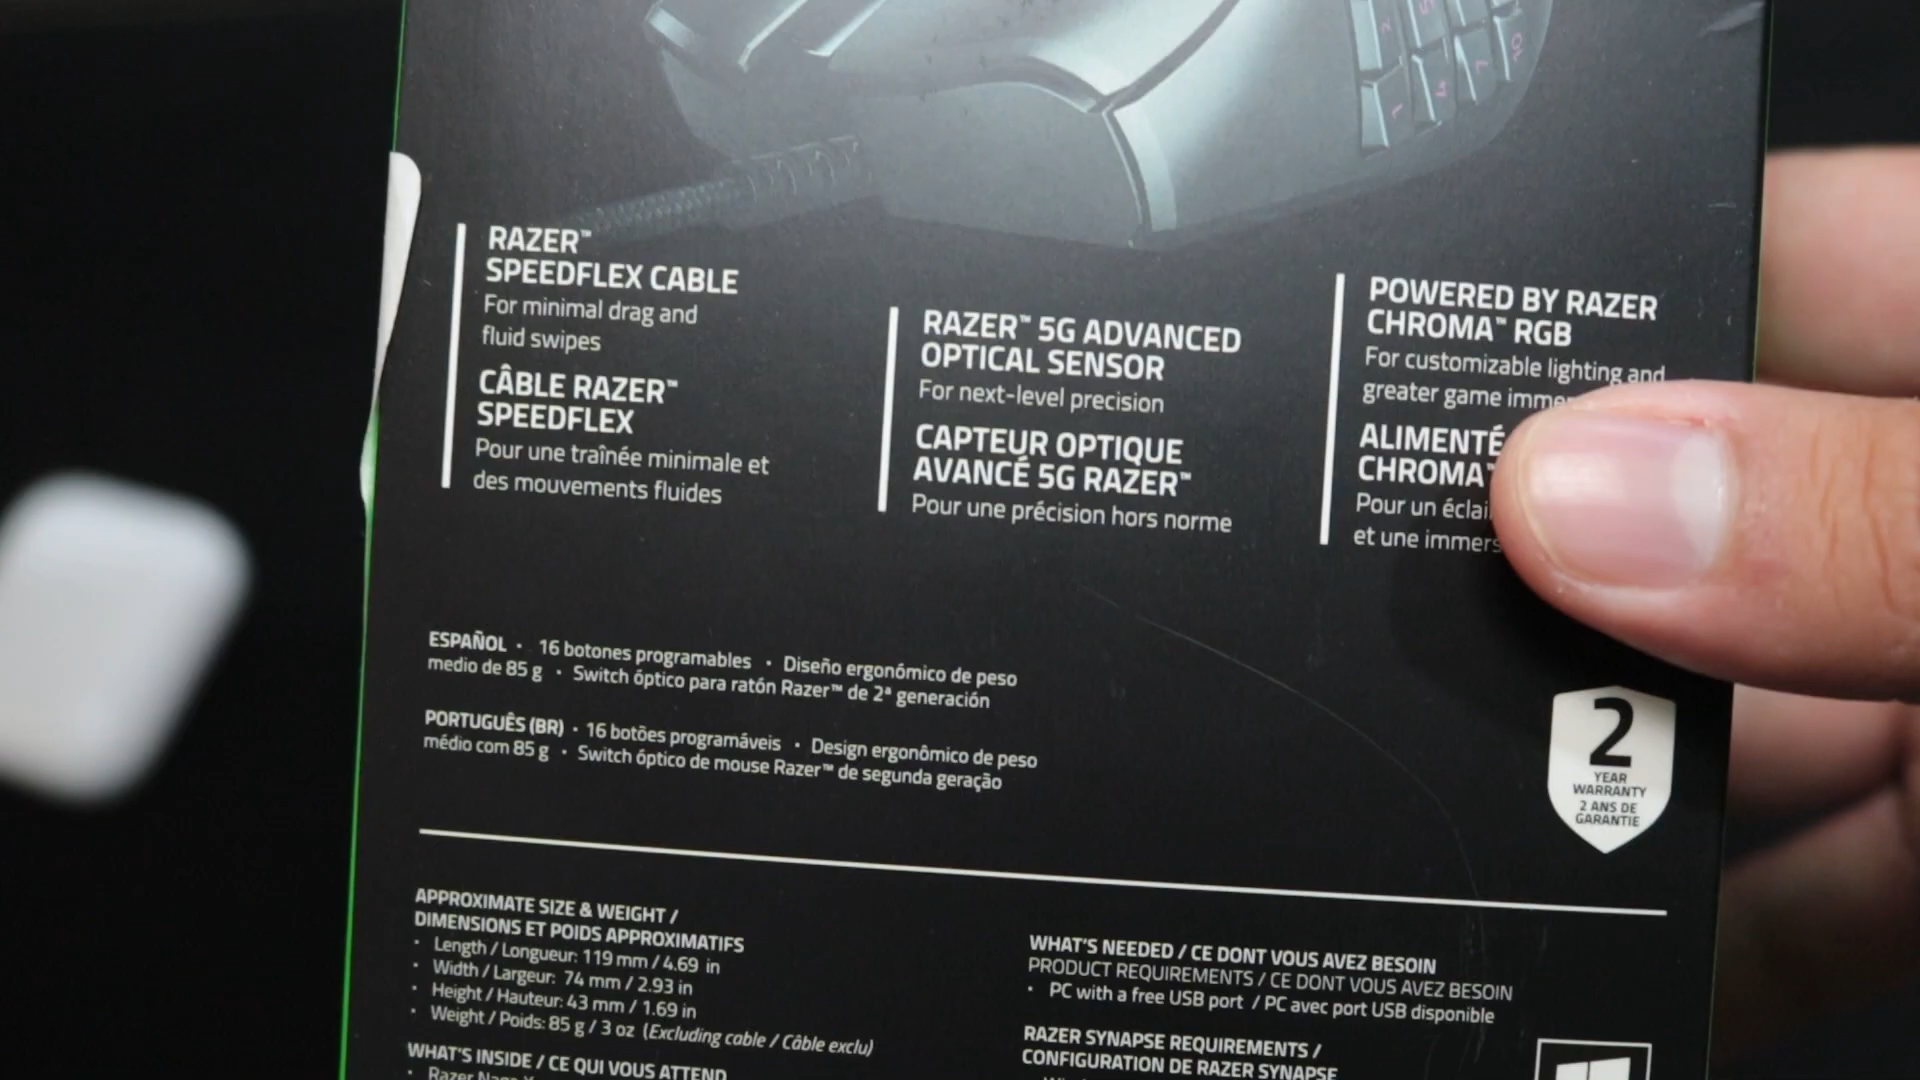 RAZER™
SPEEDFLEX CABLE
For minimal drag and
fluid swipes
CÂBLE RAZER™
SPEEDFLEX
Pour une traînée minimale et
des mouvements fluides
RAZER™ 5G ADVANCED
OPTICAL SENSOR
For next-level precision
CAPTEUR OPTIQUE
AVANCÉ 5G RAZER™
Pour une précision hors norme
POWERED BY RAZER
CHROMA™ RGB
For customizable lighting and
greater game
ALIMENTÉ
CHROMA™
Pour un
et une
ESPAÑOL · 16 botones programables · Diseño ergonómico de peso
medio de 85 g · Switch óptico para ratón Razer™ de 2ª generación
PORTUGUÊS (BR) · 16 botões programáveis · Design ergonômico de peso
médio com 85 g · Switch óptico de mouse Razer™ de segunda geração
2
YEAR
WARRANTY
2 ANS DE
GARANTIE
APPROXIMATE SIZE & WEIGHT /
DIMENSIONS ET POIDS APPROXIMATIFS
· Length / Longueur: 119 mm / 4.69 in
· Width / Largeur: 74 mm / 2.93 in
· Height / Hauteur: 43 mm / 1.69 in
· Weight / Poids: 85 g / 3 oz (Excluding cable / Câble exclu)
WHAT'S INSIDE / CE QUI VOUS ATTEND
· Razer Naga
WHAT'S NEEDED / CE DONT VOUS AVEZ BESOIN
PRODUCT REQUIREMENTS / CE DONT VOUS AVEZ BESOIN
· PC with a free USB port / PC avec port USB disponible
RAZER SYNAPSE REQUIREMENTS /
CONFIGURATION DE RAZER SYNAPSE